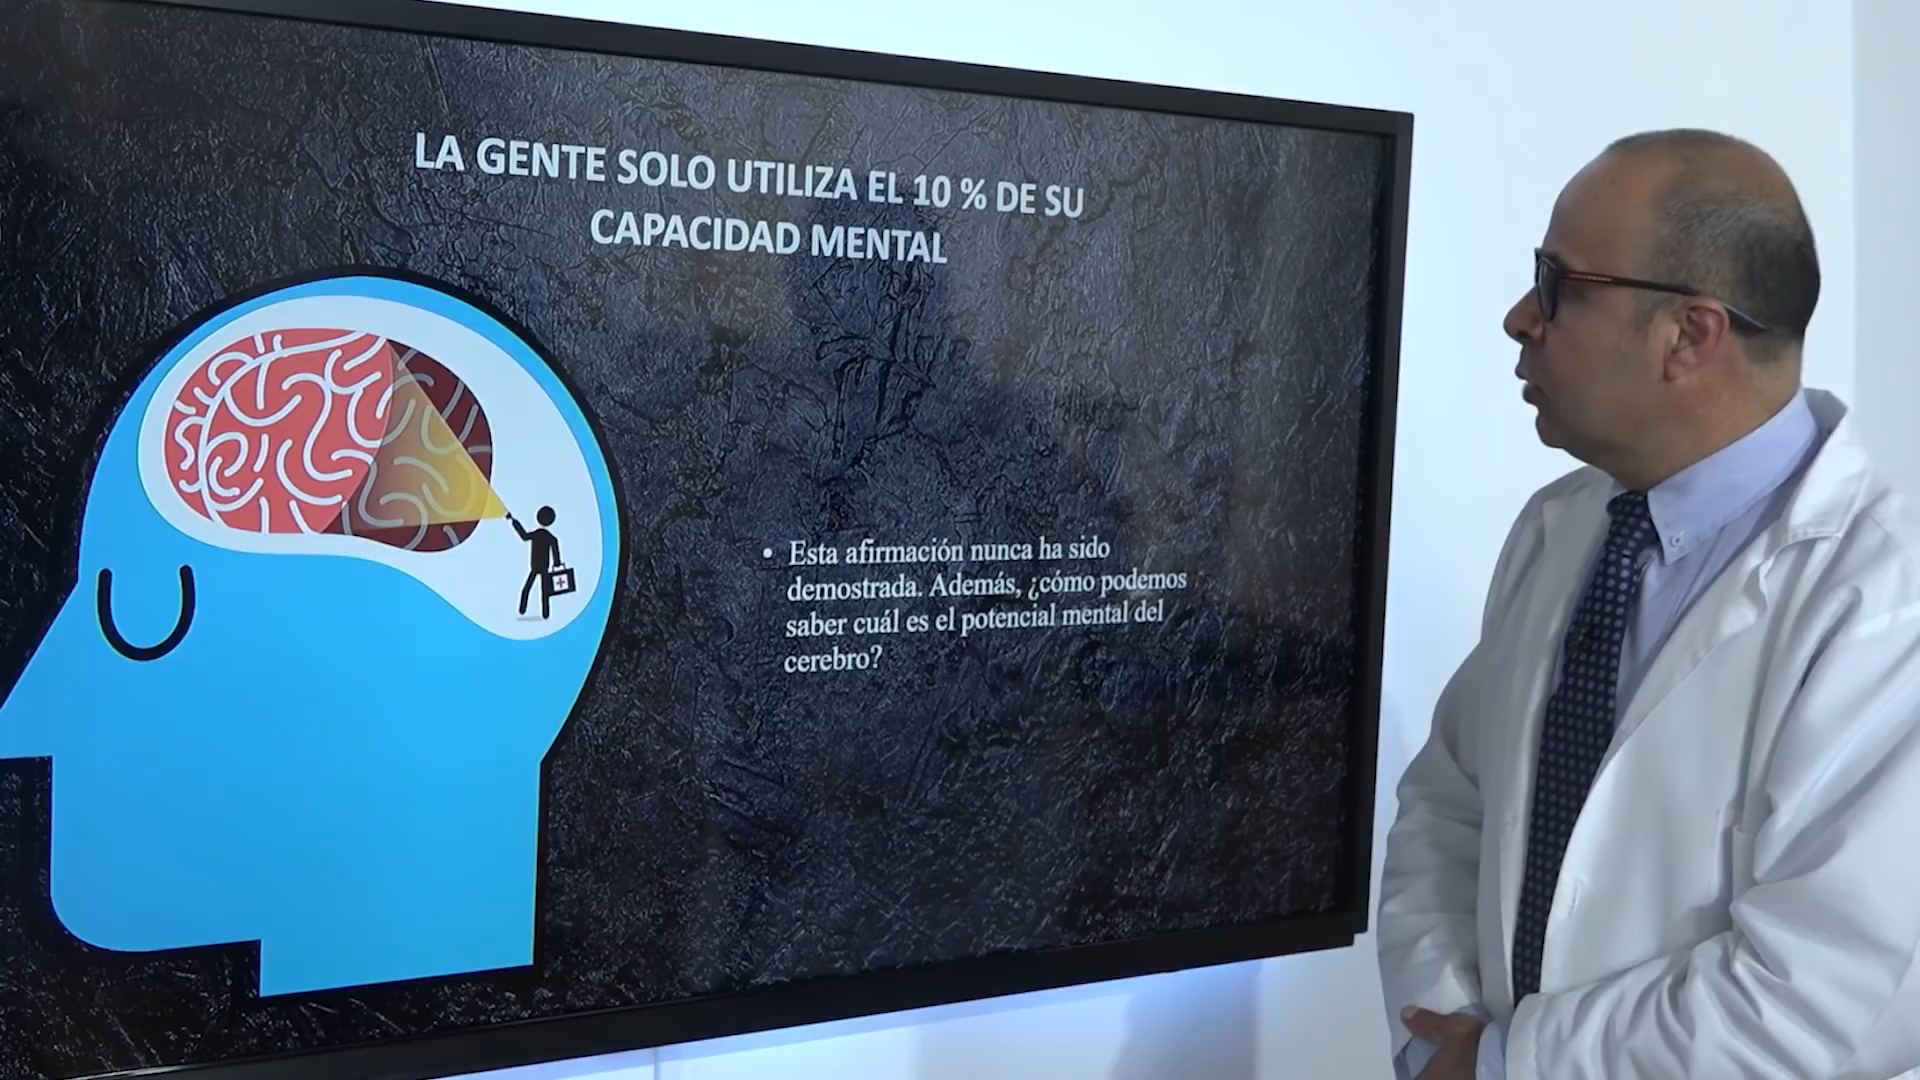 LA GENTE SOLO UTILIZA EL 10 % DE SU
CAPACIDAD MENTAL
• Esta afirmación nunca ha sido
demostrada. Además, ¿cómo podemos
saber cuál es el potencial mental del
cerebro?